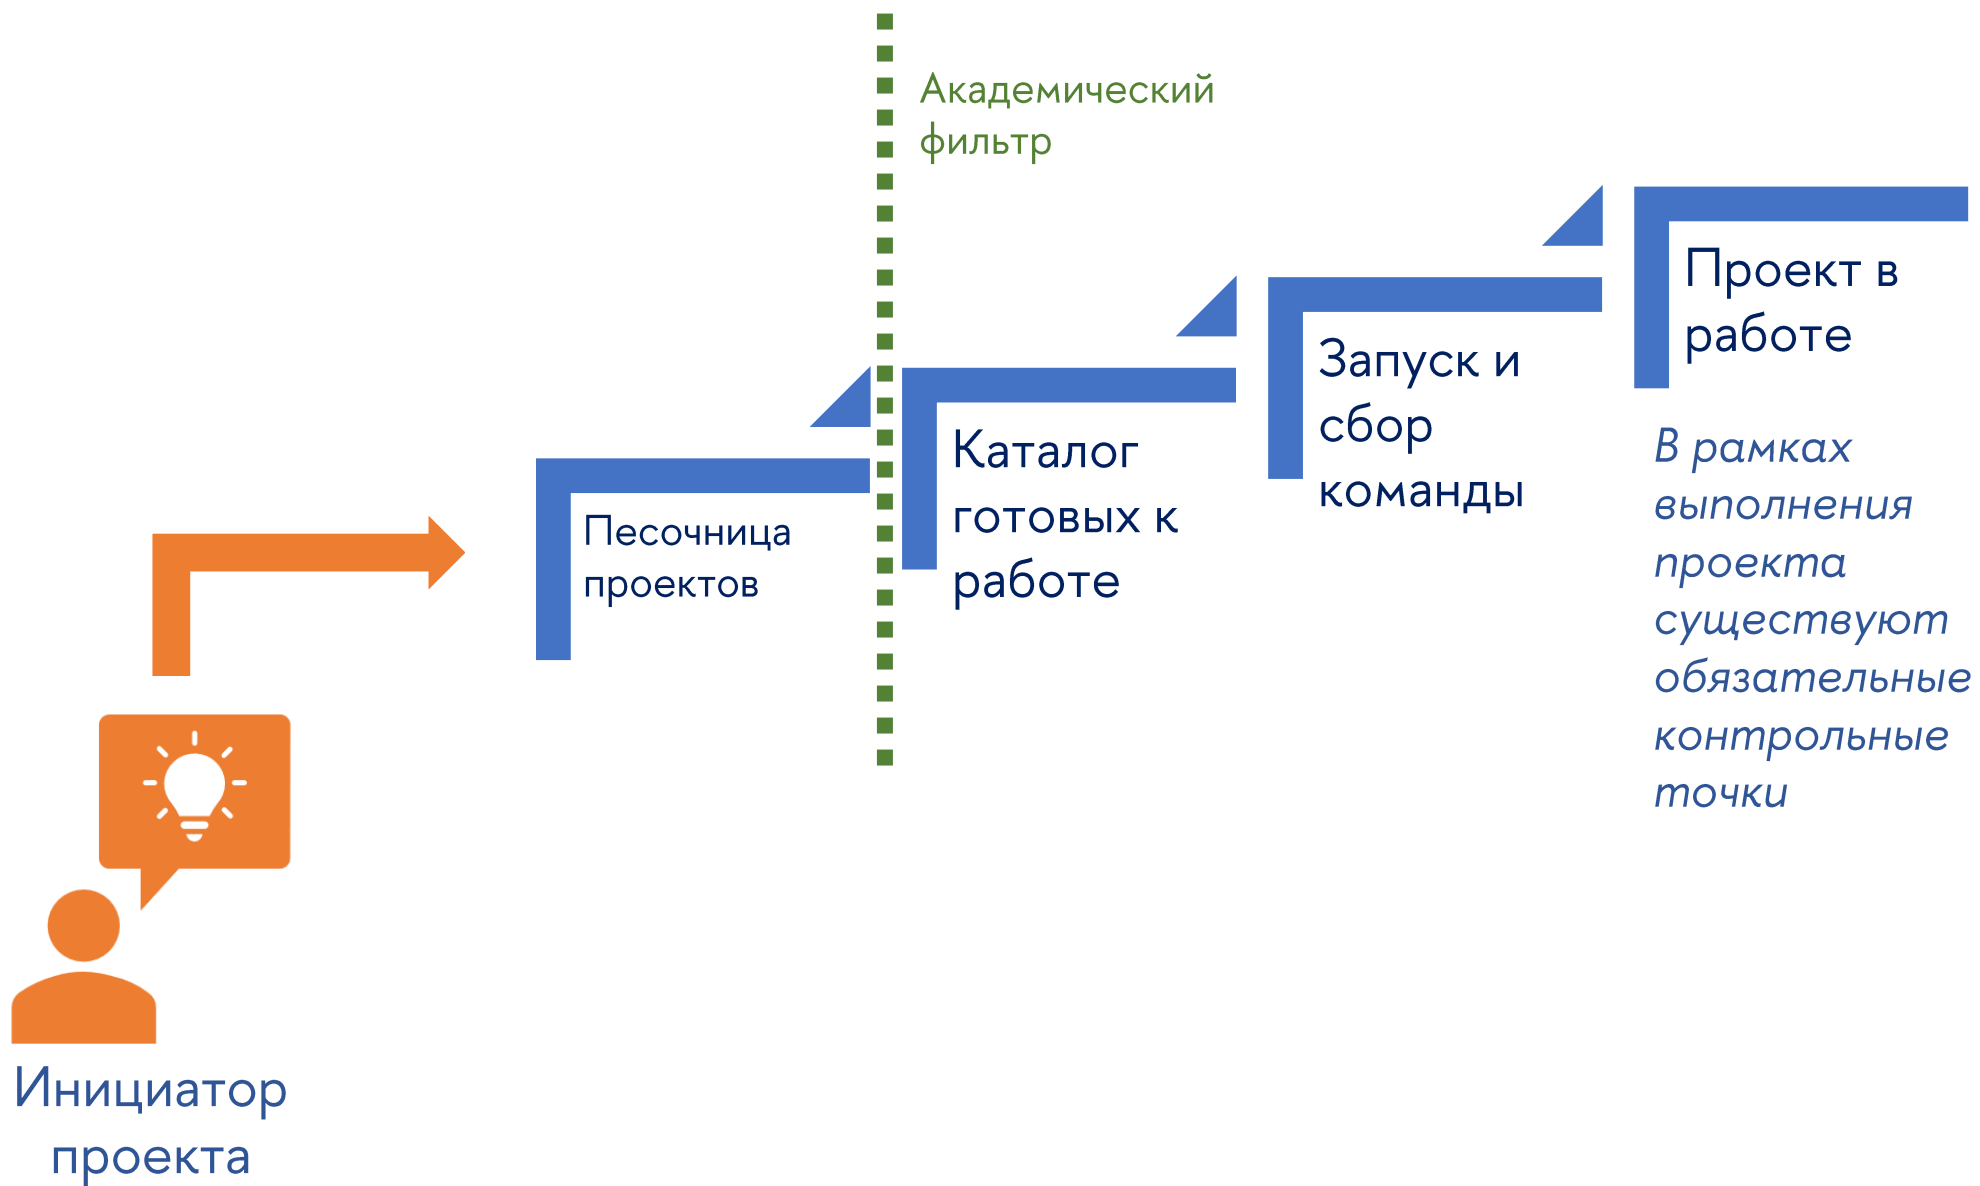 Академический
фильтр
Инициатор
проекта
Песочница
проектов
Каталог
готовых к
работе
Запуск и
сбор
команды
Проект в
работе
В рамках
выполнения
проекта
существуют
обязательные
контрольные
точки